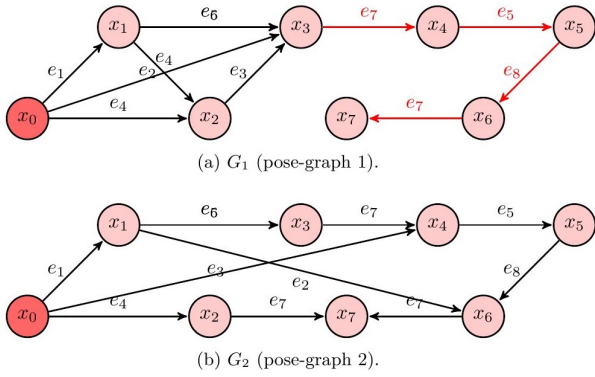 x₁ e₆ x₃ e₇ x₄ e₅ x₅
e₁ e₂ e₄ e₃ e₈
x₀ e₄ x₂ x₇ e₇ x₆
(a) G₁ (pose-graph 1).
x₁ e₆ x₃ e₇ x₄ e₅ x₅
e₁ e₃ e₂ e₈
x₀ e₄ x₂ e₇ x₇ e₇ x₆
(b) G₂ (pose-graph 2).